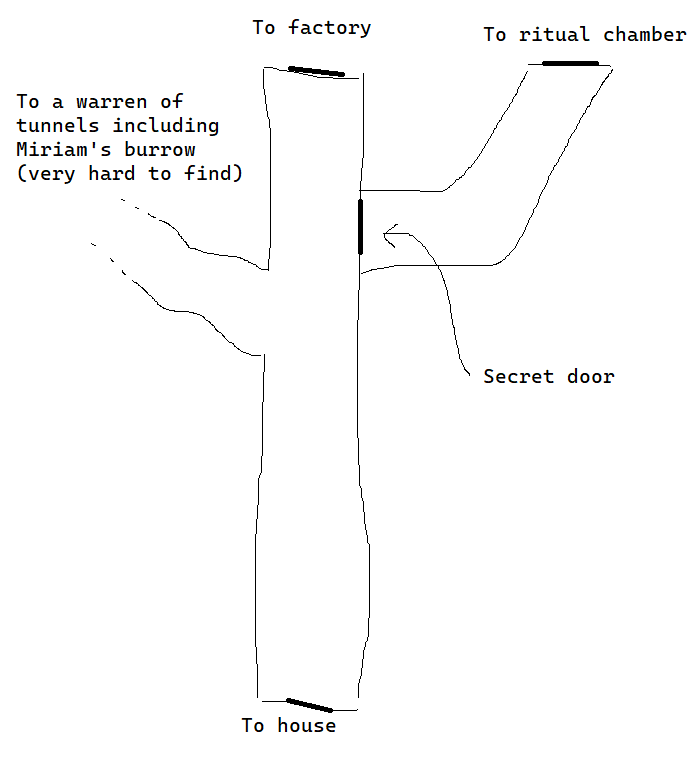 To factory
To ritual chamber
To a warren of
tunnels including
Miriam's burrow
(very hard to find)
Secret door
To house